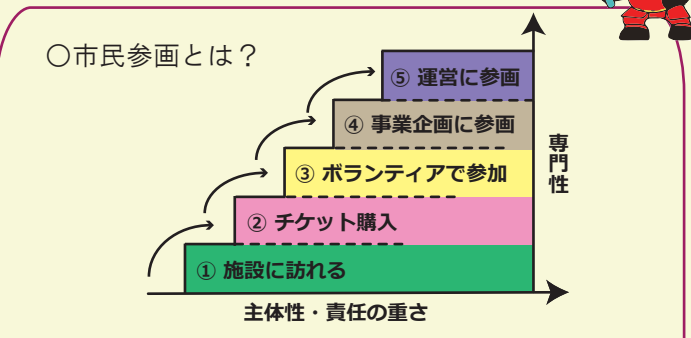 〇市民参画とは？
⑤ 運営に参画
④ 事業企画に参画
③ ボランティアで参加
② チケット購入
① 施設に訪れる
専門性
主体性・責任の重さ